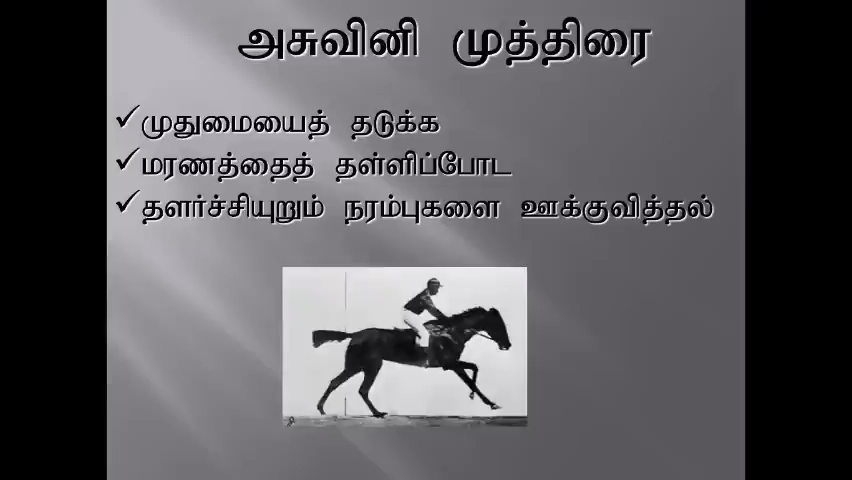 அசுவினி முத்திரை
✓முதுமையைத் தடுக்க
✓மரணத்தைத் தள்ளிப்போட
✓தளர்ச்சியுறும் நரம்புகளை ஊக்குவித்தல்